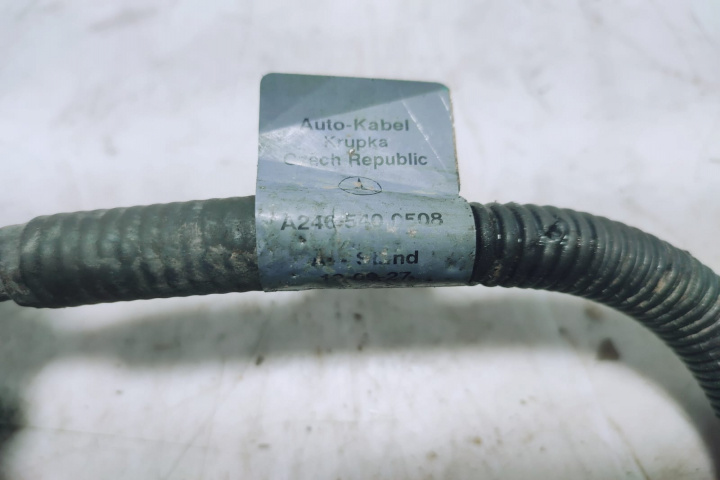 Auto-Kabel
Krupka
Czech Republic
A246 540 0508
A-- Stand